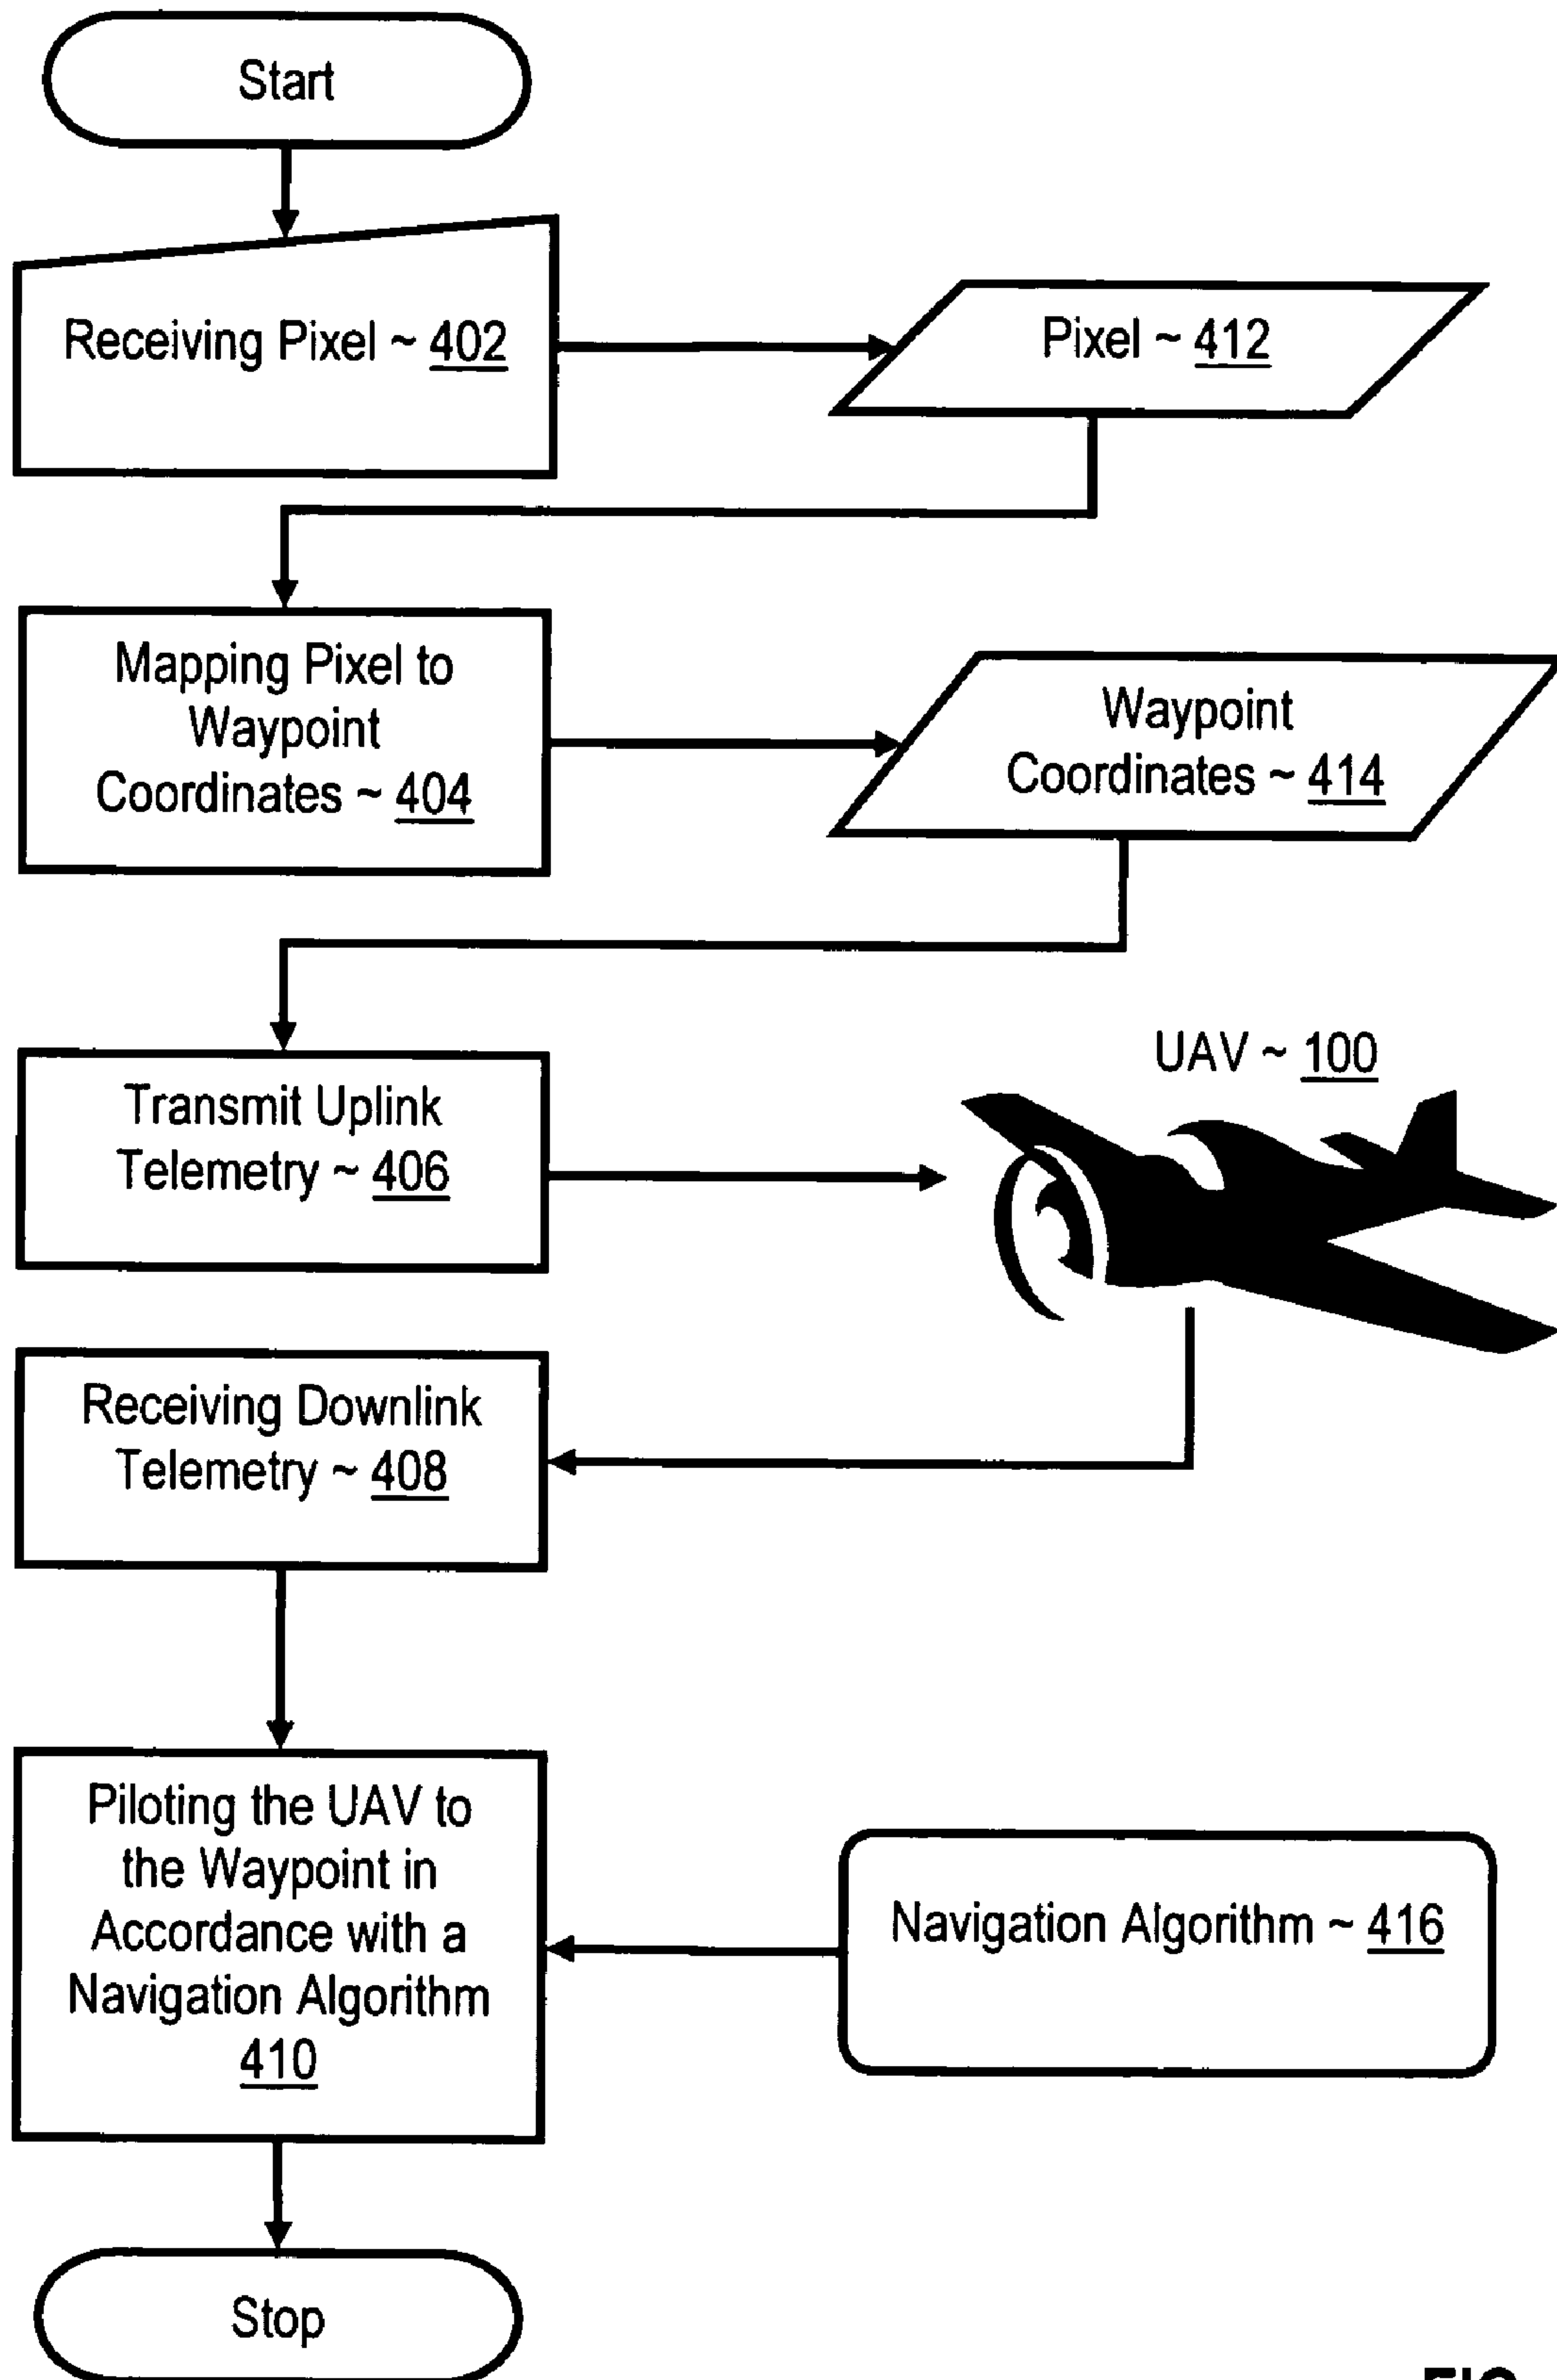 Start
Receiving Pixel ~ 402
Pixel ~ 412
Mapping Pixel to
Waypoint
Coordinates ~ 404
Waypoint
Coordinates ~ 414
UAV ~ 100
Transmit Uplink
Telemetry ~ 406
Receiving Downlink
Telemetry ~ 408
Piloting the UAV to
the Waypoint in
Accordance with a
Navigation Algorithm
410
Navigation Algorithm ~ 416
Stop